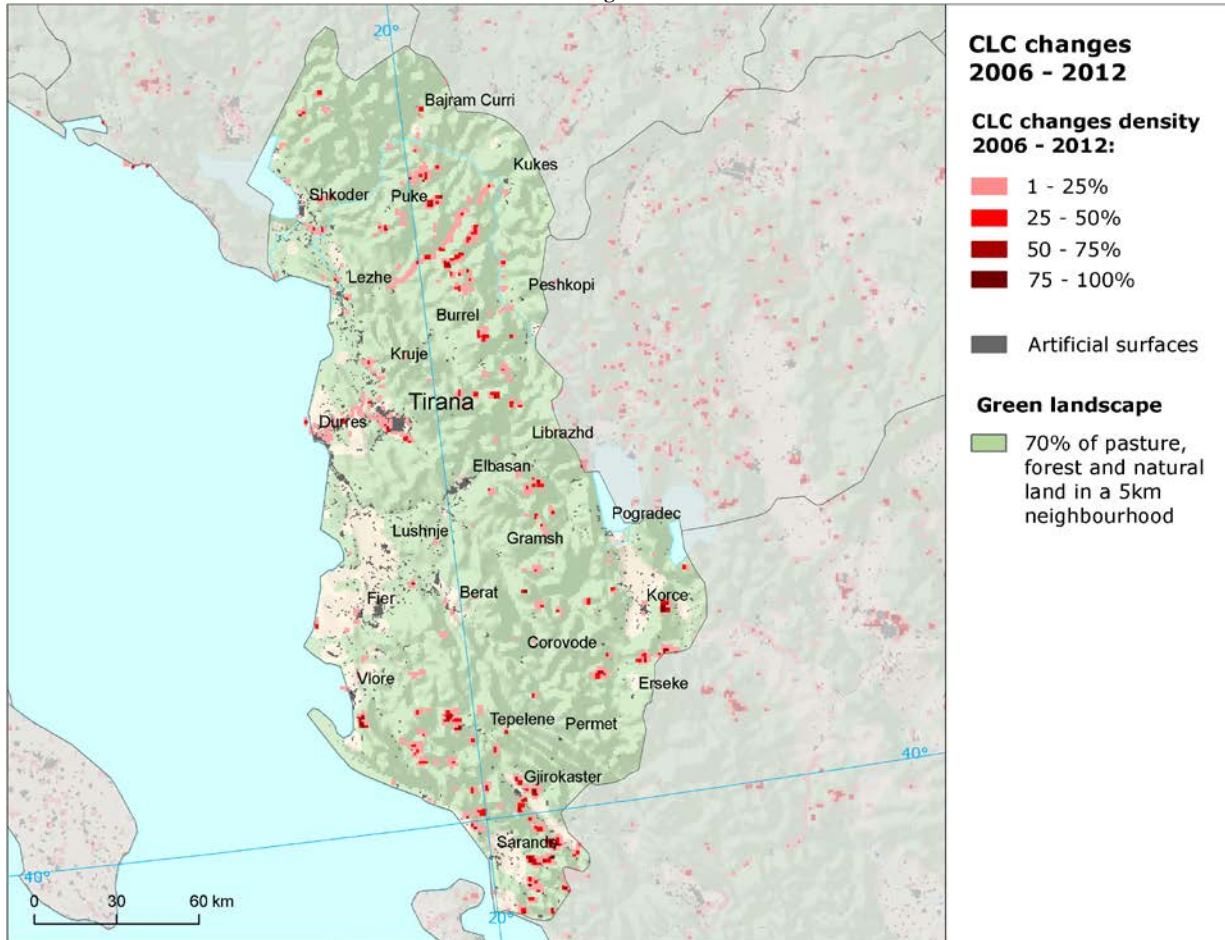 20°
Bajram Curri
Kukes
Shkoder
Puke
Lezhe
Peshkopi
Burrel
Kruje
Tirana
Durres
Librazhd
Elbasan
Pogradec
Lushnje
Gramsh
Fier
Berat
Korce
Corovode
Vlore
Erseke
Tepelene
Permet
40°
Gjirokaster
Sarande
40°
20°
0 30 60 km
CLC changes
2006 - 2012
CLC changes density
2006 - 2012:
1 - 25%
25 - 50%
50 - 75%
75 - 100%
Artificial surfaces
Green landscape
70% of pasture,
forest and natural
land in a 5km
neighbourhood